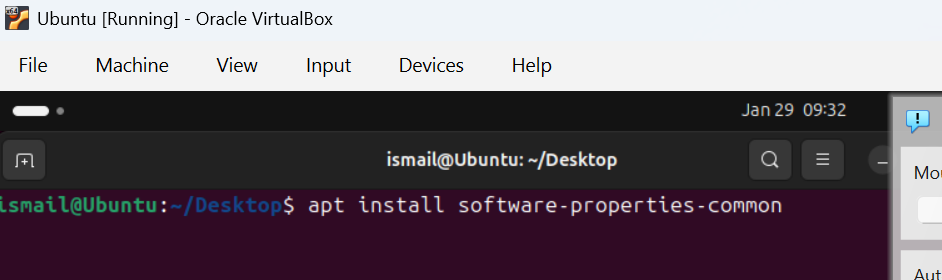 Ubuntu [Running] - Oracle VirtualBox
File Machine View Input Devices Help
Jan 29 09:32
ismail@Ubuntu: ~/Desktop
ismail@Ubuntu:~/Desktop$ apt install software-properties-common